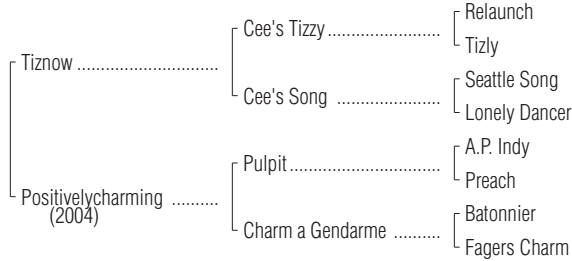 Relaunch
Cee's Tizzy ........................
Tizly
Tiznow ..............................
Seattle Song
Cee's Song ......................
Lonely Dancer
A.P. Indy
Pulpit ................................
Preach
Positivelycharming ..........
(2004)
Batonnier
Charm a Gendarme ..........
Fagers Charm